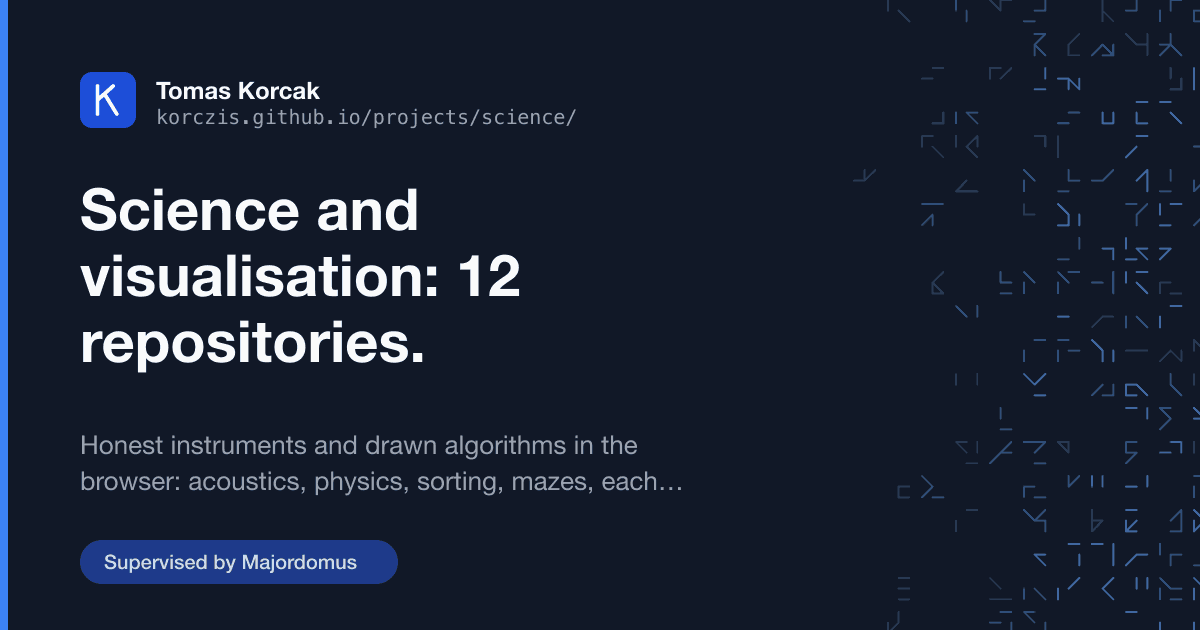 K
Tomas Korcak
korczis.github.io/projects/science/
Science and
visualisation: 12
repositories.
Honest instruments and drawn algorithms in the
browser: acoustics, physics, sorting, mazes, each…
Supervised by Majordomus